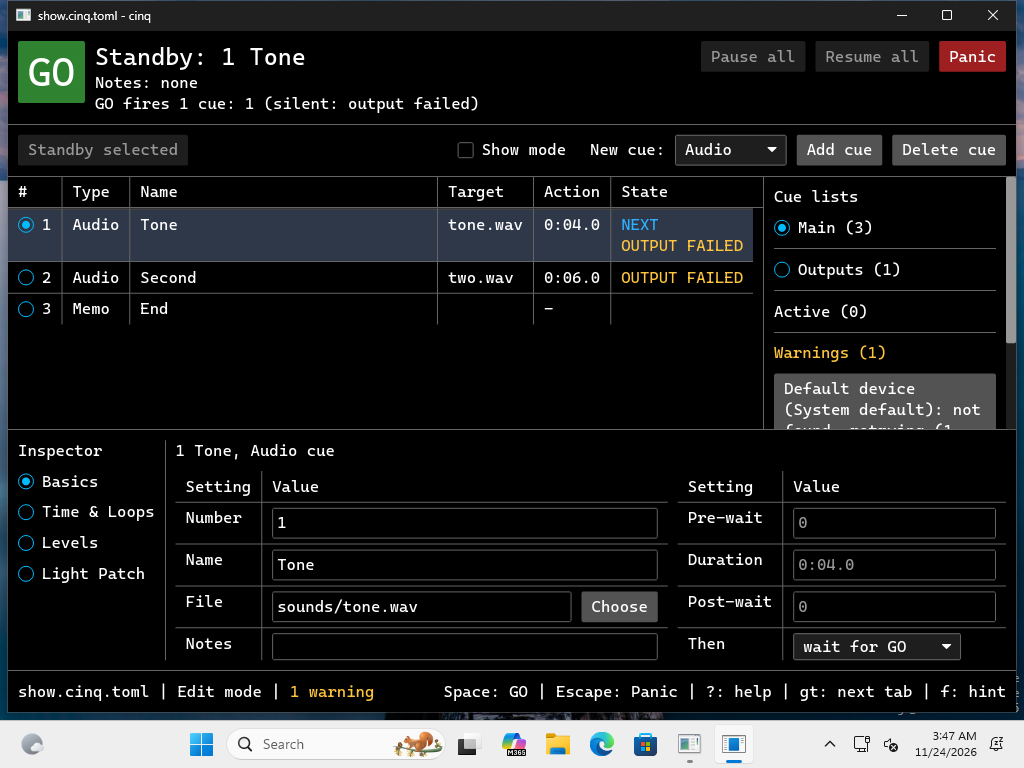 show.cinq.toml - cinq
GO
Standby: 1 Tone
Notes: none
GO fires 1 cue: 1 (silent: output failed)
Pause all
Resume all
Panic
Standby selected
Show mode
New cue:
Audio
Add cue
Delete cue
# Type Name Target Action State
1 Audio Tone tone.wav 0:04.0 NEXT
OUTPUT FAILED
2 Audio Second two.wav 0:06.0 OUTPUT FAILED
3 Memo End –
Cue lists
Main (3)
Outputs (1)
Active (0)
Warnings (1)
Default device
(System default): not
found, retrying (1
Inspector
Basics
Time & Loops
Levels
Light Patch
1 Tone, Audio cue
Setting Value
Number 1
Name Tone
File sounds/tone.wav Choose
Notes
Setting Value
Pre-wait 0
Duration 0:04.0
Post-wait 0
Then wait for GO
show.cinq.toml | Edit mode | 1 warning
Space: GO | Escape: Panic | ?: help | gt: next tab | f: hint
Search
M365
3:47 AM
11/24/2026